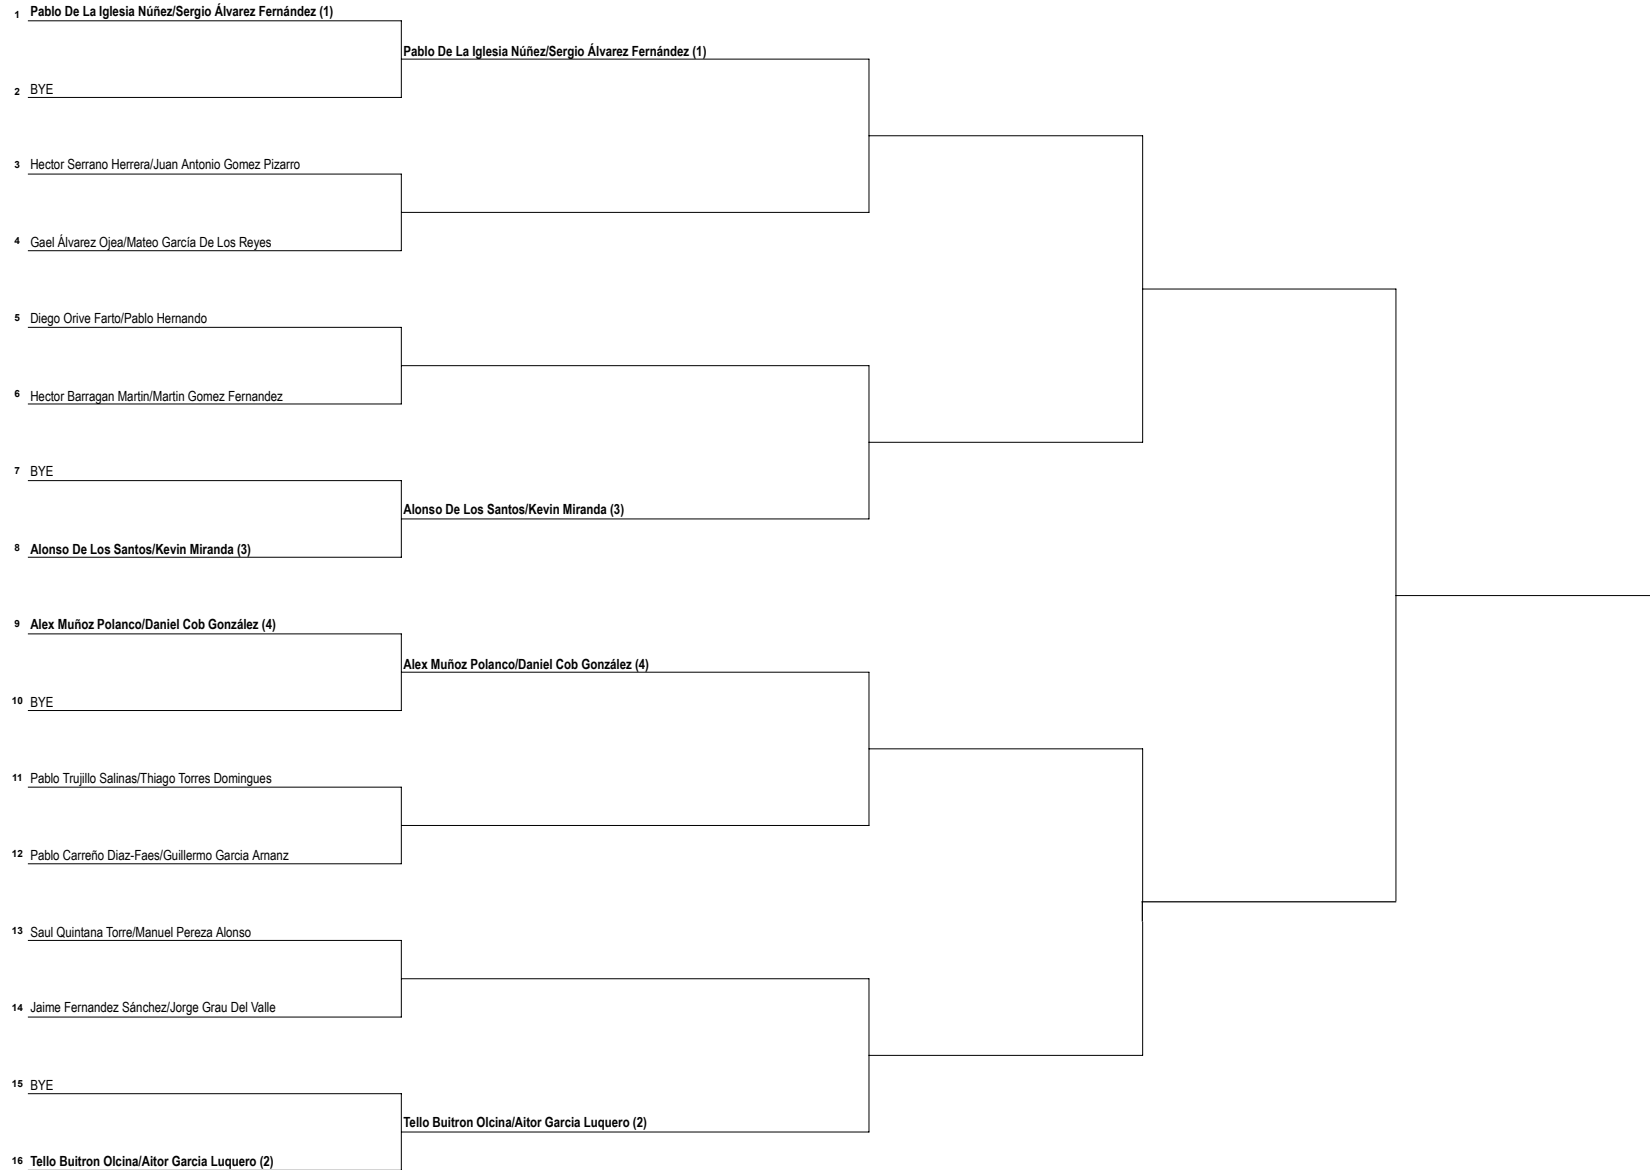 1 Pablo De La Iglesia Núñez/Sergio Álvarez Fernández (1)
Pablo De La Iglesia Núñez/Sergio Álvarez Fernández (1)
2 BYE
3 Hector Serrano Herrera/Juan Antonio Gomez Pizarro
4 Gael Álvarez Ojea/Mateo García De Los Reyes
5 Diego Orive Farto/Pablo Hernando
6 Hector Barragan Martin/Martin Gomez Fernandez
7 BYE
Alonso De Los Santos/Kevin Miranda (3)
8 Alonso De Los Santos/Kevin Miranda (3)
9 Alex Muñoz Polanco/Daniel Cob González (4)
Alex Muñoz Polanco/Daniel Cob González (4)
10 BYE
11 Pablo Trujillo Salinas/Thiago Torres Domingues
12 Pablo Carreño Diaz-Faes/Guillermo Garcia Arnanz
13 Saul Quintana Torre/Manuel Pereza Alonso
14 Jaime Fernandez Sánchez/Jorge Grau Del Valle
15 BYE
Tello Buitron Olcina/Aitor Garcia Luquero (2)
16 Tello Buitron Olcina/Aitor Garcia Luquero (2)